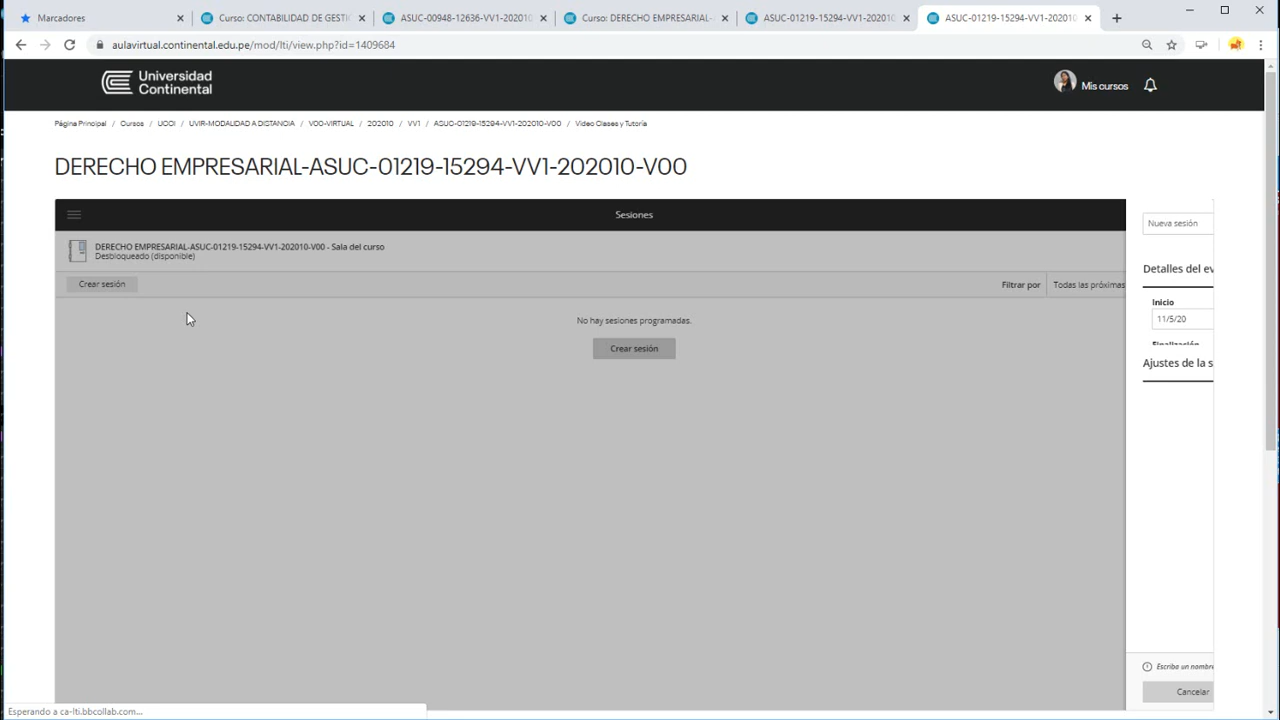 Marcadores
Curso: CONTABILIDAD DE GESTI
ASUC-00948-12636-VV1-202010
Curso: DERECHO EMPRESARIAL-
ASUC-01219-15294-VV1-202010
ASUC-01219-15294-VV1-202010
aulavirtual.continental.edu.pe/mod/lti/view.php?id=1409684
Universidad
Continental
Mis cursos
Página Principal / Cursos / UCCI / UVIR-MODALIDAD A DISTANCIA / V00-VIRTUAL / 202010 / VV1 / ASUC-01219-15294-VV1-202010-V00 / Video Clases y Tutoría
DERECHO EMPRESARIAL-ASUC-01219-15294-VV1-202010-V00
Sesiones
Nueva sesión
DERECHO EMPRESARIAL-ASUC-01219-15294-VV1-202010-V00 - Sala del curso
Desbloqueado (disponible)
Detalles del ev
Crear sesión
Filtrar por
Todas las próximas
Inicio
11/5/20
No hay sesiones programadas.
Finalización
Crear sesión
Ajustes de la s
Escriba un nombre
Cancelar
Esperando a ca-lti.bbcollab.com...